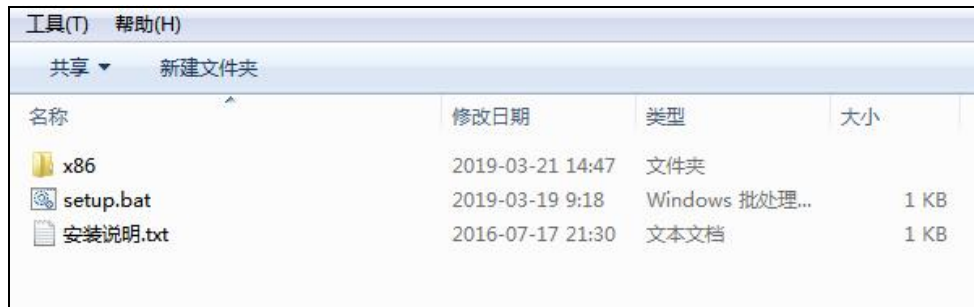 工具(T) 帮助(H)
共享 新建文件夹
名称 修改日期 类型 大小
x86 2019-03-21 14:47 文件夹
setup.bat 2019-03-19 9:18 Windows 批处理... 1 KB
安装说明.txt 2016-07-17 21:30 文本文档 1 KB